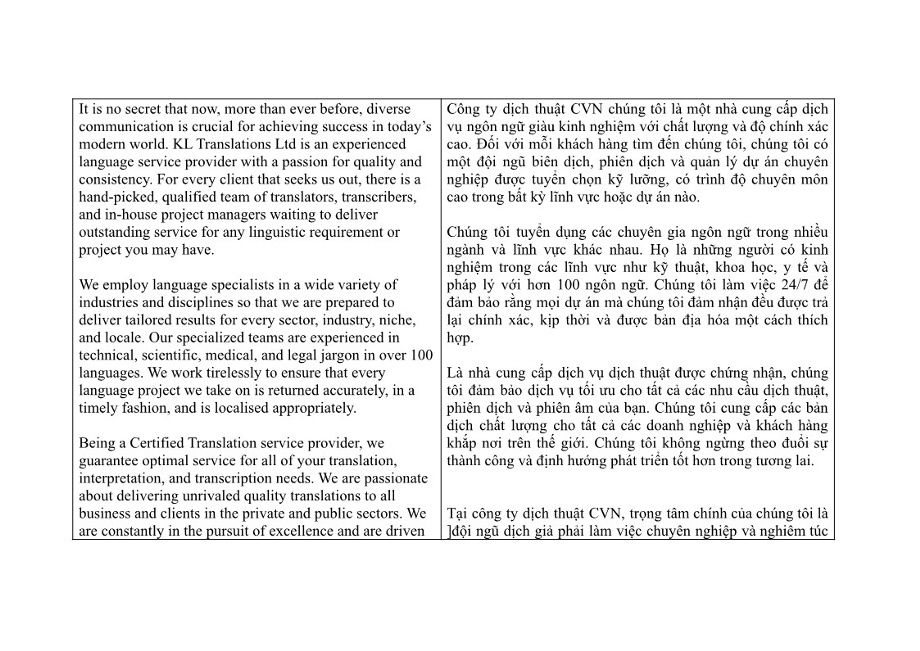 It is no secret that now, more than ever before, diverse
communication is crucial for achieving success in today’s
modern world. KL Translations Ltd is an experienced
language service provider with a passion for quality and
consistency. For every client that seeks us out, there is a
hand-picked, qualified team of translators, transcribers,
and in-house project managers waiting to deliver
outstanding service for any linguistic requirement or
project you may have.
We employ language specialists in a wide variety of
industries and disciplines so that we are prepared to
deliver tailored results for every sector, industry, niche,
and locale. Our specialized teams are experienced in
technical, scientific, medical, and legal jargon in over 100
languages. We work tirelessly to ensure that every
language project we take on is returned accurately, in a
timely fashion, and is localised appropriately.
Being a Certified Translation service provider, we
guarantee optimal service for all of your translation,
interpretation, and transcription needs. We are passionate
about delivering unrivaled quality translations to all
business and clients in the private and public sectors. We
are constantly in the pursuit of excellence and are driven
Công ty dịch thuật CVN chúng tôi là một nhà cung cấp dịch
vụ ngôn ngữ giàu kinh nghiệm với chất lượng và độ chính xác
cao. Đối với mỗi khách hàng tìm đến chúng tôi, chúng tôi có
một đội ngũ biên dịch, phiên dịch và quản lý dự án chuyên
nghiệp được tuyển chọn kỹ lưỡng, có trình độ chuyên môn
cao trong bất kỳ lĩnh vực hoặc dự án nào.
Chúng tôi tuyển dụng các chuyên gia ngôn ngữ trong nhiều
ngành và lĩnh vực khác nhau. Họ là những người có kinh
nghiệm trong các lĩnh vực như kỹ thuật, khoa học, y tế và
pháp lý với hơn 100 ngôn ngữ. Chúng tôi làm việc 24/7 để
đảm bảo rằng mọi dự án mà chúng tôi đảm nhận đều được trả
lại chính xác, kịp thời và được bản địa hóa một cách thích
hợp.
Là nhà cung cấp dịch vụ dịch thuật được chứng nhận, chúng
tôi đảm bảo dịch vụ tối ưu cho tất cả các nhu cầu dịch thuật,
phiên dịch và phiên âm của bạn. Chúng tôi cung cấp các bản
dịch chất lượng cho tất cả các doanh nghiệp và khách hàng
khắp nơi trên thế giới. Chúng tôi không ngừng theo đuổi sự
thành công và định hướng phát triển tốt hơn trong tương lai.
Tại công ty dịch thuật CVN, trọng tâm chính của chúng tôi là
]đội ngũ dịch giả phải làm việc chuyên nghiệp và nghiêm túc